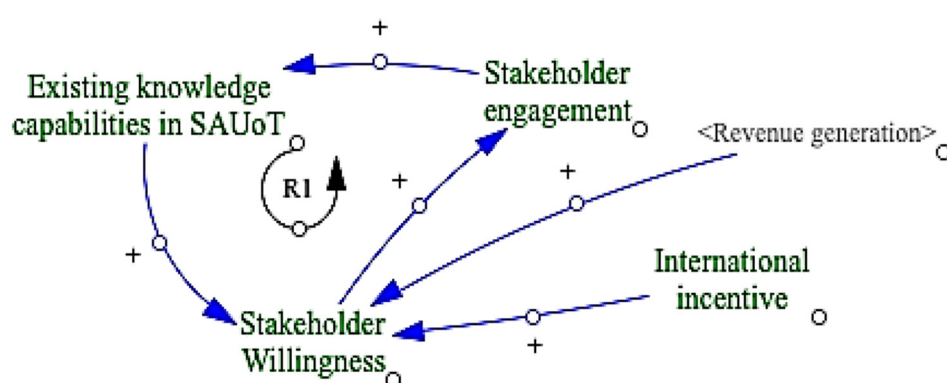 +
Stakeholder
engagement
Existing knowledge
capabilities in SAUoT
<Revenue generation>
+
+
R1
+
International
incentive
Stakeholder
Willingness
+